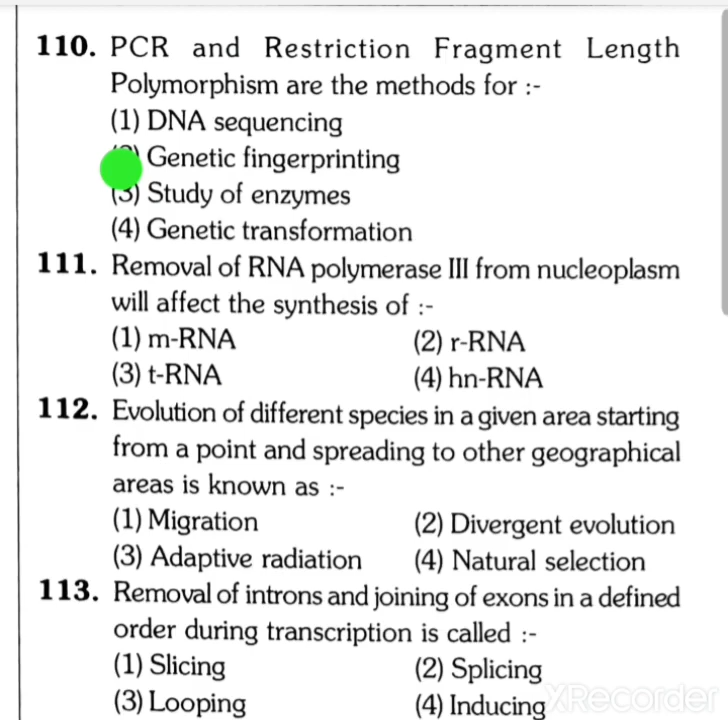 110. PCR and Restriction Fragment Length
Polymorphism are the methods for :-
(1) DNA sequencing
(2) Genetic fingerprinting
(3) Study of enzymes
(4) Genetic transformation
111. Removal of RNA polymerase III from nucleoplasm
will affect the synthesis of :-
(1) m-RNA (2) r-RNA
(3) t-RNA (4) hn-RNA
112. Evolution of different species in a given area starting
from a point and spreading to other geographical
areas is known as :-
(1) Migration (2) Divergent evolution
(3) Adaptive radiation (4) Natural selection
113. Removal of introns and joining of exons in a defined
order during transcription is called :-
(1) Slicing (2) Splicing
(3) Looping (4) Inducing
XRecorder